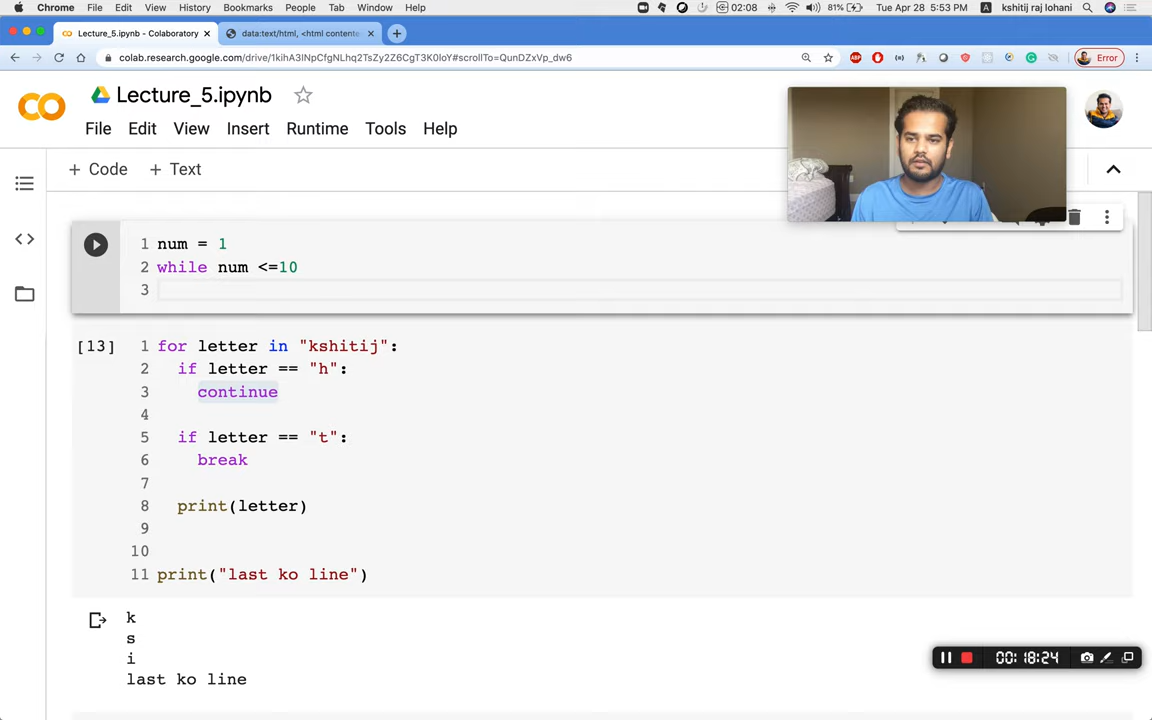 Chrome File Edit View History Bookmarks People Tab Window Help 02:08 81% Tue Apr 28 5:53 PM A kshitij raj lohani
Lecture_5.ipynb - Colaboratory data:text/html, <html contente
colab.research.google.com/drive/1kihA3lNpCfgNLhq2TsZy2Z6CgT3K0loY#scrollTo=QunDZxVp_dw6 ABP Error
CO Lecture_5.ipynb
File Edit View Insert Runtime Tools Help
+ Code + Text
1 num = 1
2 while num <=10
3
[13] 1 for letter in "kshitij":
2 if letter == "h":
3 continue
4
5 if letter == "t":
6 break
7
8 print(letter)
9
10
11 print("last ko line")
k
s
i
last ko line
00:18:24